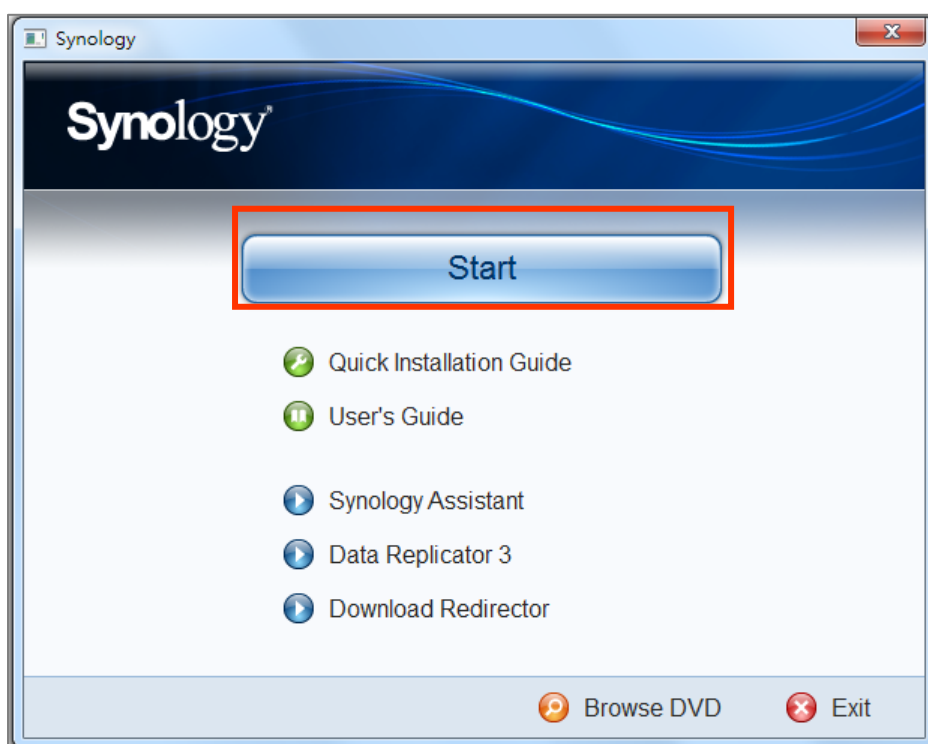 Synology
Synology
Start
Quick Installation Guide
User's Guide
Synology Assistant
Data Replicator 3
Download Redirector
Browse DVD
Exit